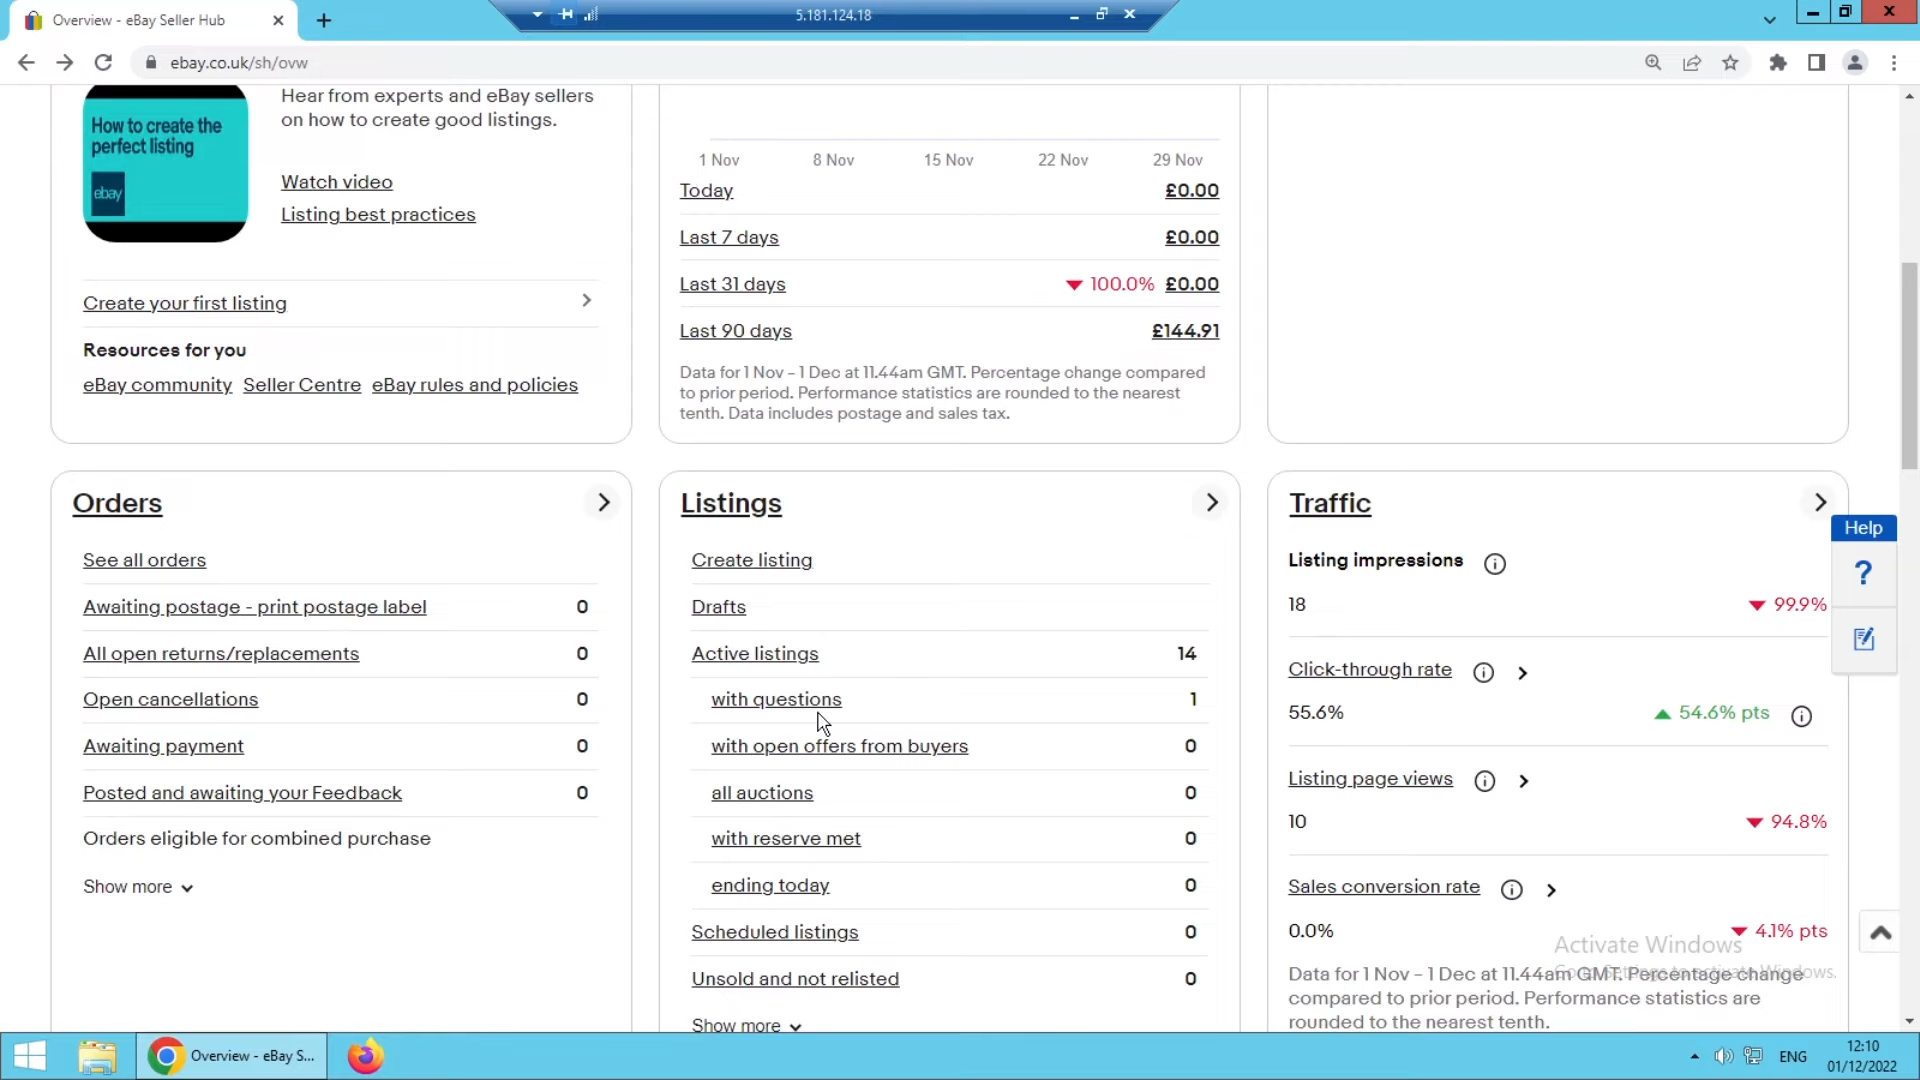 Overview - eBay Seller Hub
5.181.124.18
ebay.co.uk/sh/ovw
How to create the
perfect listing
ebay
Hear from experts and eBay sellers
on how to create good listings.
Watch video
Listing best practices
Create your first listing
Resources for you
eBay community Seller Centre eBay rules and policies
1 Nov 8 Nov 15 Nov 22 Nov 29 Nov
Today £0.00
Last 7 days £0.00
Last 31 days 100.0% £0.00
Last 90 days £144.91
Data for 1 Nov - 1 Dec at 11.44am GMT. Percentage change compared
to prior period. Performance statistics are rounded to the nearest
tenth. Data includes postage and sales tax.
Orders
See all orders
Awaiting postage - print postage label 0
All open returns/replacements 0
Open cancellations 0
Awaiting payment 0
Posted and awaiting your Feedback 0
Orders eligible for combined purchase
Show more
Listings
Create listing
Drafts
Active listings 14
with questions 1
with open offers from buyers 0
all auctions 0
with reserve met 0
ending today 0
Scheduled listings 0
Unsold and not relisted 0
Show more
Traffic
Listing impressions
18 99.9%
Click-through rate
55.6% 54.6% pts
Listing page views
10 94.8%
Sales conversion rate
0.0% 4.1% pts
Data for 1 Nov - 1 Dec at 11.44am GMT. Percentage change
compared to prior period. Performance statistics are
rounded to the nearest tenth.
Help
?
Activate Windows
Go to Settings to activate Windows.
Overview - eBay S...
ENG
12:10
01/12/2022